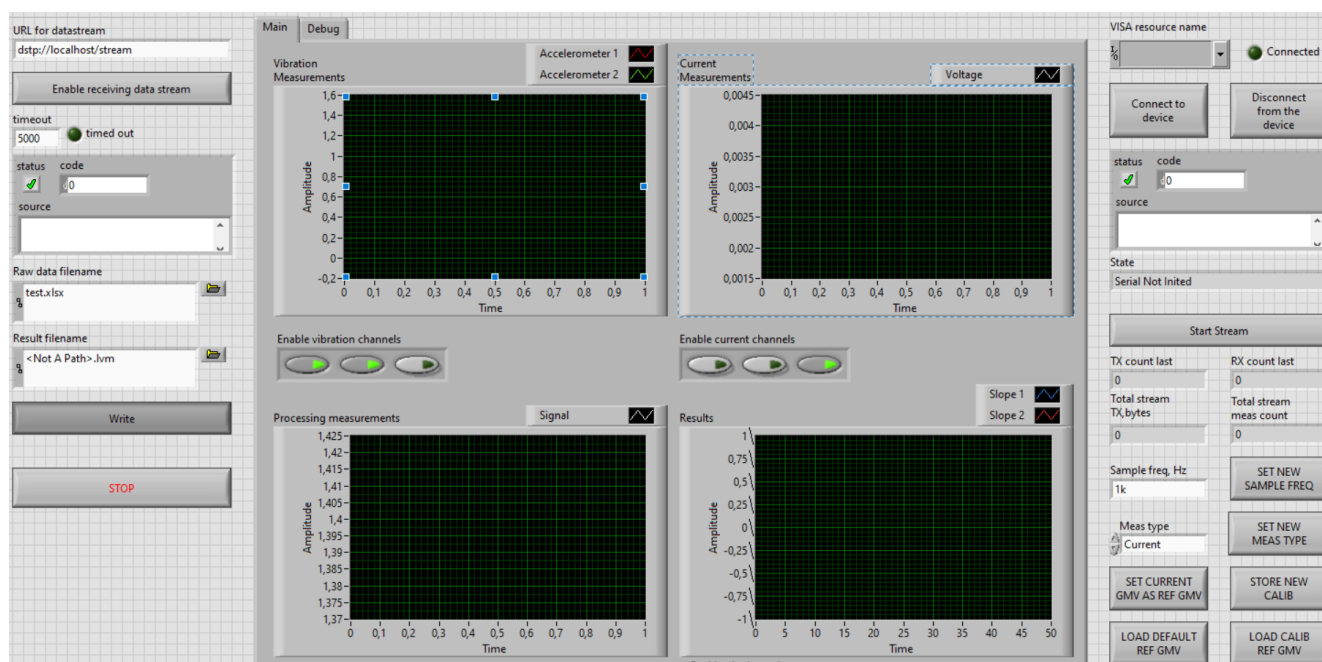 URL for datastream
dstp://localhost/stream
Enable receiving data stream
timeout
5000
timed out
status code
0
source
Raw data filename
test.xlsx
Result filename
<Not A Path>.lvm
Write
STOP
Main Debug
Vibration
Measurements
Accelerometer 1
Accelerometer 2
1,6
1,4
1,2
1
0,8
0,6
0,4
0,2
0
-0,2
Amplitude
0 0,1 0,2 0,3 0,4 0,5 0,6 0,7 0,8 0,9 1
Time
Current
Measurements
Voltage
0,0045
0,004
0,0035
0,003
0,0025
0,002
0,0015
Amplitude
0 0,1 0,2 0,3 0,4 0,5 0,6 0,7 0,8 0,9 1
Time
Enable vibration channels
Enable current channels
Processing measurements
Signal
1,425
1,42
1,415
1,41
1,405
1,4
1,395
1,39
1,385
1,38
1,375
1,37
Amplitude
0 0,1 0,2 0,3 0,4 0,5 0,6 0,7 0,8 0,9 1
Time
Results
Slope 1
Slope 2
1
0,75
0,5
0,25
0
-0,25
-0,5
-0,75
-1
Amplitude
0 5 10 15 20 25 30 35 40 45 50
Time
VISA resource name
Connected
Connect to
device
Disconnect
from the
device
status code
0
source
State
Serial Not Inited
Start Stream
TX count last
0
RX count last
0
Total stream
TX,bytes
0
Total stream
meas count
0
Sample freq, Hz
1k
SET NEW
SAMPLE FREQ
Meas type
Current
SET NEW
MEAS TYPE
SET CURRENT
GMV AS REF GMV
STORE NEW
CALIB
LOAD DEFAULT
REF GMV
LOAD CALIB
REF GMV